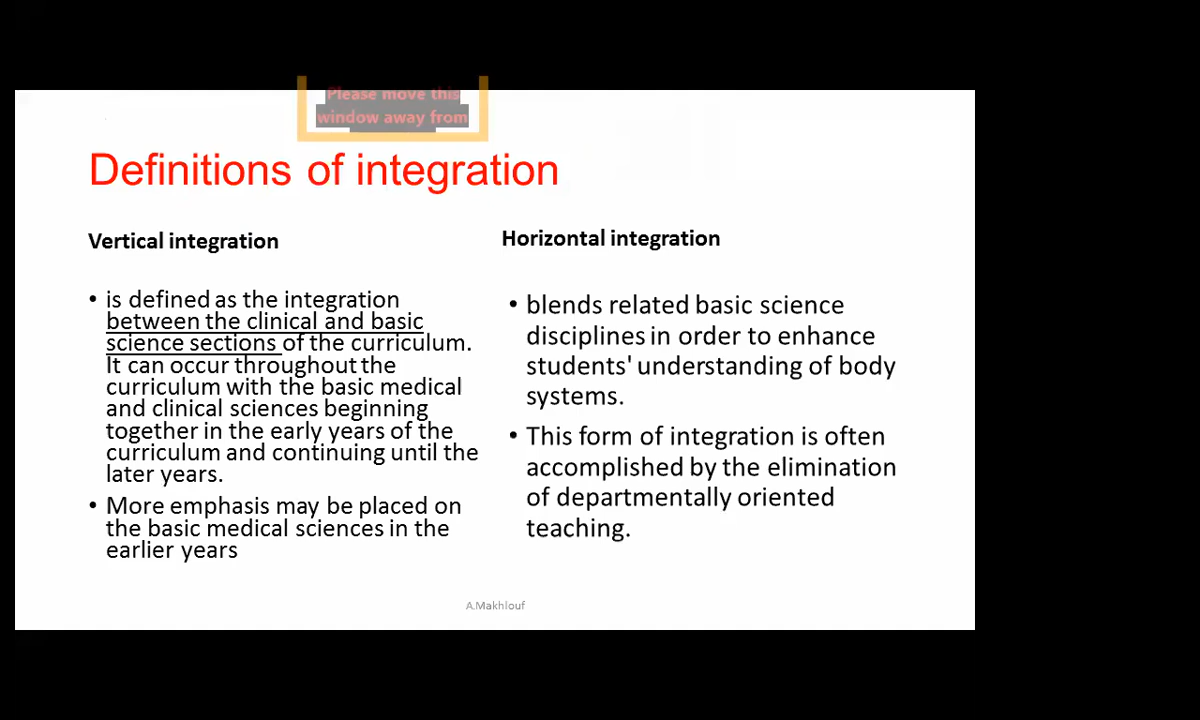 Please move this
window away from
Definitions of integration
Vertical integration
• is defined as the integration
between the clinical and basic
science sections of the curriculum.
It can occur throughout the
curriculum with the basic medical
and clinical sciences beginning
together in the early years of the
curriculum and continuing until the
later years.
• More emphasis may be placed on
the basic medical sciences in the
earlier years
Horizontal integration
• blends related basic science
disciplines in order to enhance
students' understanding of body
systems.
• This form of integration is often
accomplished by the elimination
of departmentally oriented
teaching.
A.Makhlouf